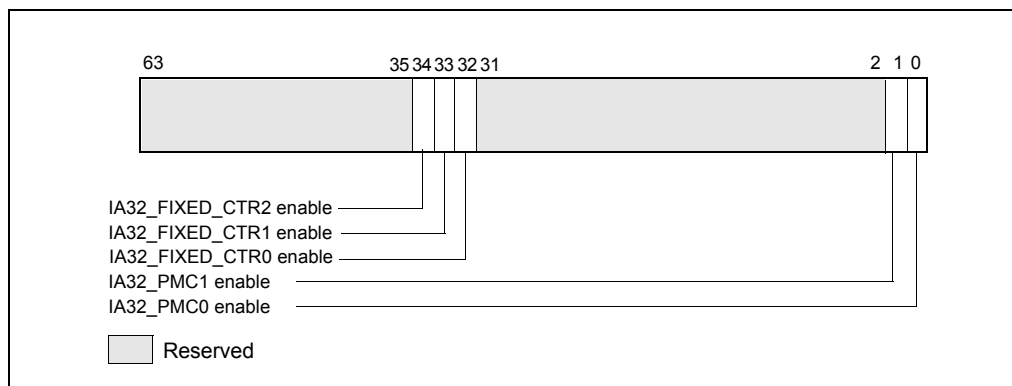 63 35 34 33 32 31 2 1 0
IA32_FIXED_CTR2 enable
IA32_FIXED_CTR1 enable
IA32_FIXED_CTR0 enable
IA32_PMC1 enable
IA32_PMC0 enable
Reserved